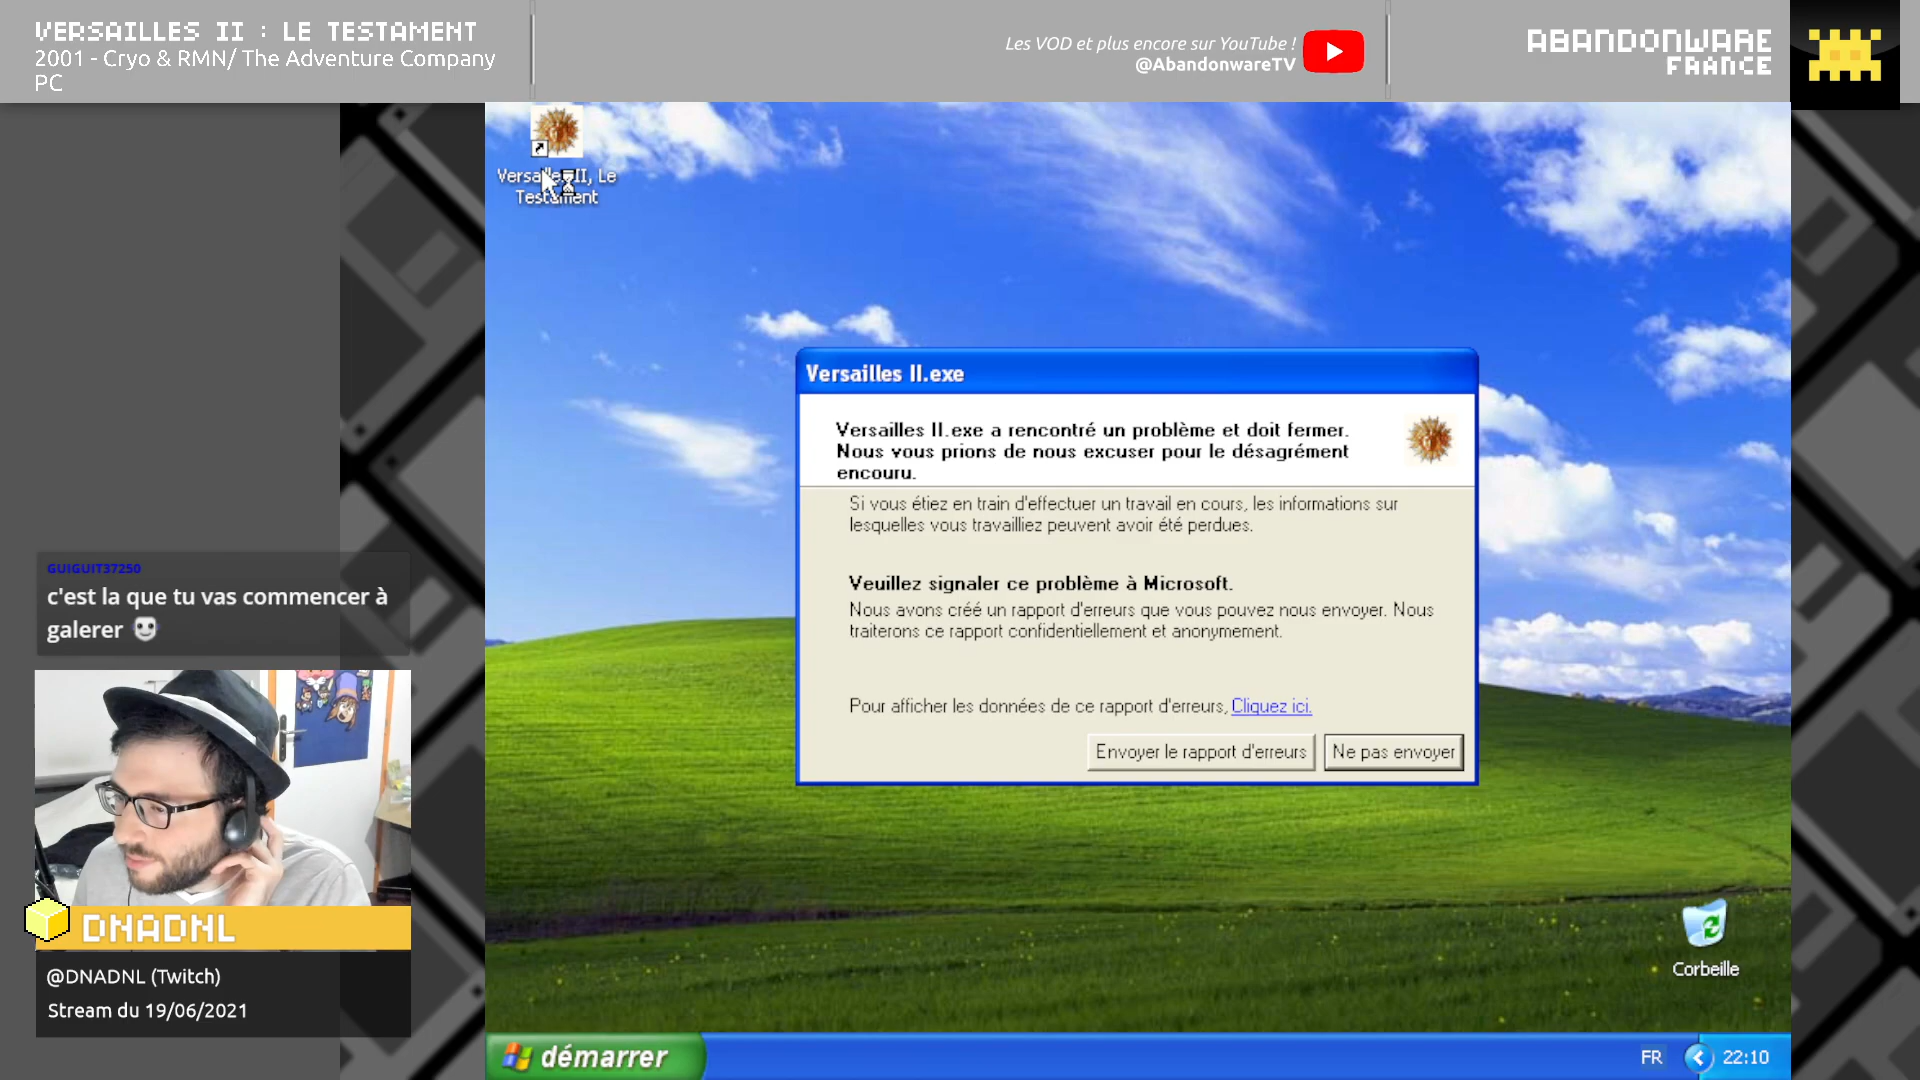 VERSAILLES II : LE TESTAMENT
2001 - Cryo & RMN/ The Adventure Company
PC
Les VOD et plus encore sur YouTube !
@AbandonwareTV
ABANDONWARE
FRANCE
Versailles II, Le
Testament
Versailles II.exe
Versailles II.exe a rencontré un problème et doit fermer.
Nous vous prions de nous excuser pour le désagrément
encouru.
Si vous étiez en train d'effectuer un travail en cours, les informations sur
lesquelles vous travailliez peuvent avoir été perdues.
Veuillez signaler ce problème à Microsoft.
Nous avons créé un rapport d'erreurs que vous pouvez nous envoyer. Nous
traiterons ce rapport confidentiellement et anonymement.
Pour afficher les données de ce rapport d'erreurs, Cliquez ici.
Envoyer le rapport d'erreurs
Ne pas envoyer
GUIGUIT37250
c'est la que tu vas commencer à
galerer
DNADNL
@DNADNL (Twitch)
Stream du 19/06/2021
Corbeille
démarrer
FR
22:10